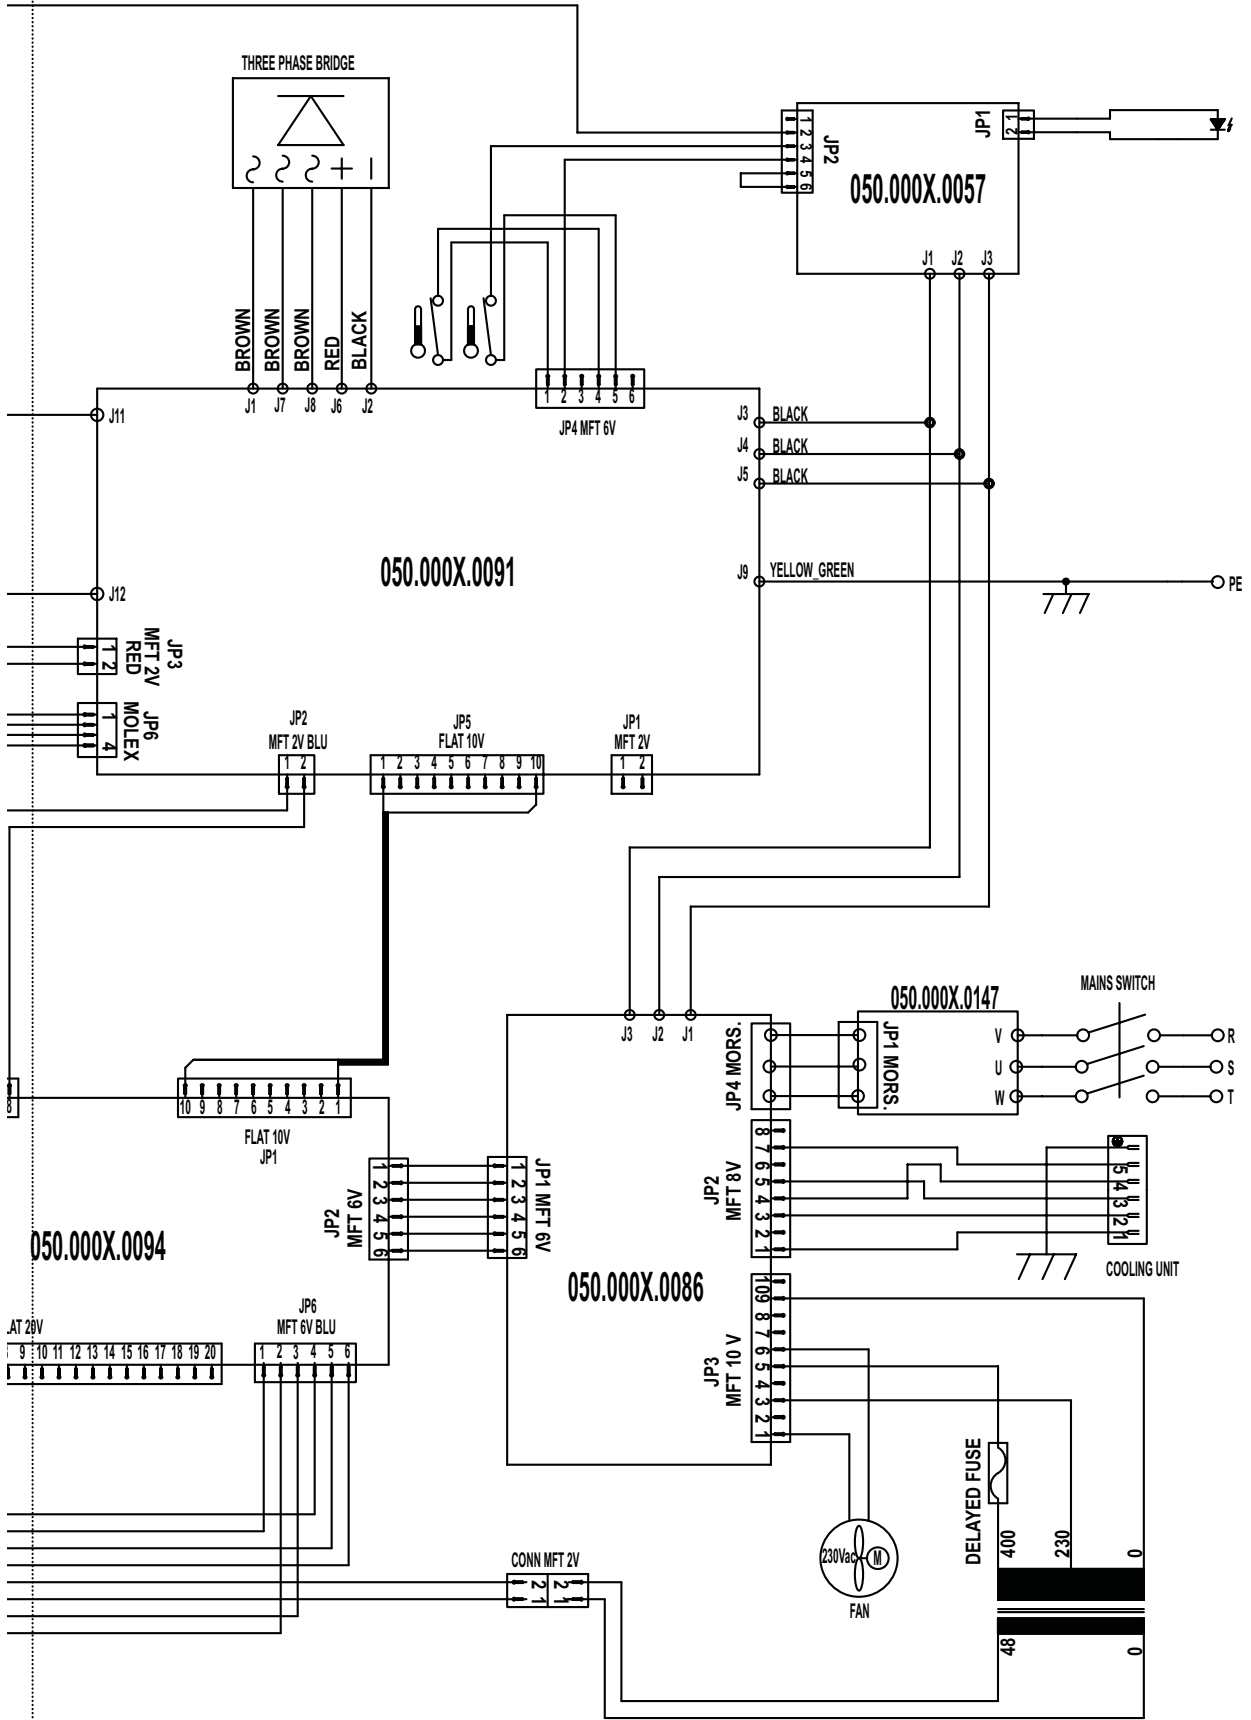 THREE PHASE BRIDGE
BROWN
BROWN
BROWN
RED
BLACK
J1 J7 J8 J6 J2
1 2 3 4 5 6
JP2
050.000X.0057
JP1
1 2
J1 J2 J3
1 2 3 4 5 6
JP4 MFT 6V
J11
J12
J3 BLACK
J4 BLACK
J5 BLACK
050.000X.0091
J9 YELLOW_GREEN
PE
1 2
JP3
MFT 2V
RED
1 4
JP6
MOLEX
JP2
MFT 2V BLU
1 2
JP5
FLAT 10V
1 2 3 4 5 6 7 8 9 10
JP1
MFT 2V
1 2
J3 J2 J1
JP4 MORS.
050.000X.0147
JP1 MORS.
V
U
W
MAINS SWITCH
R
S
T
8
10 9 8 7 6 5 4 3 2 1
FLAT 10V
JP1
050.000X.0094
JP2
MFT 6V
1 2 3 4 5 6
1 2 3 4 5 6
JP1 MFT 6V
050.000X.0086
JP2
MFT 8V
8 7 6 5 4 3 2 1
5 4 3 2 1
COOLING UNIT
JP3
MFT 10 V
10 9 8 7 6 5 4 3 2 1
LAT 20V
9 10 11 12 13 14 15 16 17 18 19 20
JP6
MFT 6V BLU
1 2 3 4 5 6
CONN MFT 2V
2 2
1 1
230Vac
M
FAN
DELAYED FUSE
400
230
0
48
0